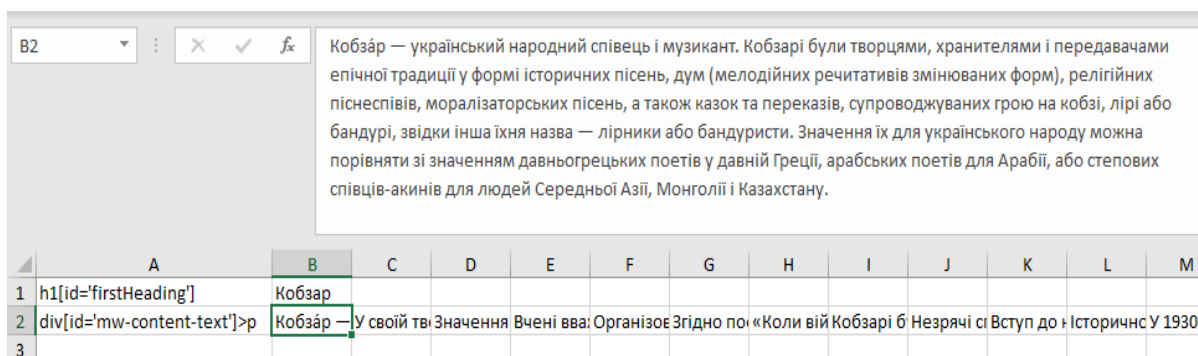 B2
fx
Кобза́р — український народний співець і музикант. Кобзарі були творцями, хранителями і передавачами
епічної традиції у формі історичних пісень, дум (мелодійних речитативів змінюваних форм), релігійних
піснеспівів, моралізаторських пісень, а також казок та переказів, супроводжуваних грою на кобзі, лірі або
бандурі, звідки інша їхня назва — лірники або бандуристи. Значення їх для українського народу можна
порівняти зі значенням давньогрецьких поетів у давній Греції, арабських поетів для Арабії, або степових
співців-акинів для людей Середньої Азії, Монголії і Казахстану.
A B C D E F G H I J K L M
1 h1[id='firstHeading'] Кобзар
2 div[id='mw-content-text']>p Кобза́р — У своїй тв Значення Вчені вва Організов Згідно по «Коли вій Кобзарі б Незрячі с Вступ до Історично У 1930
3